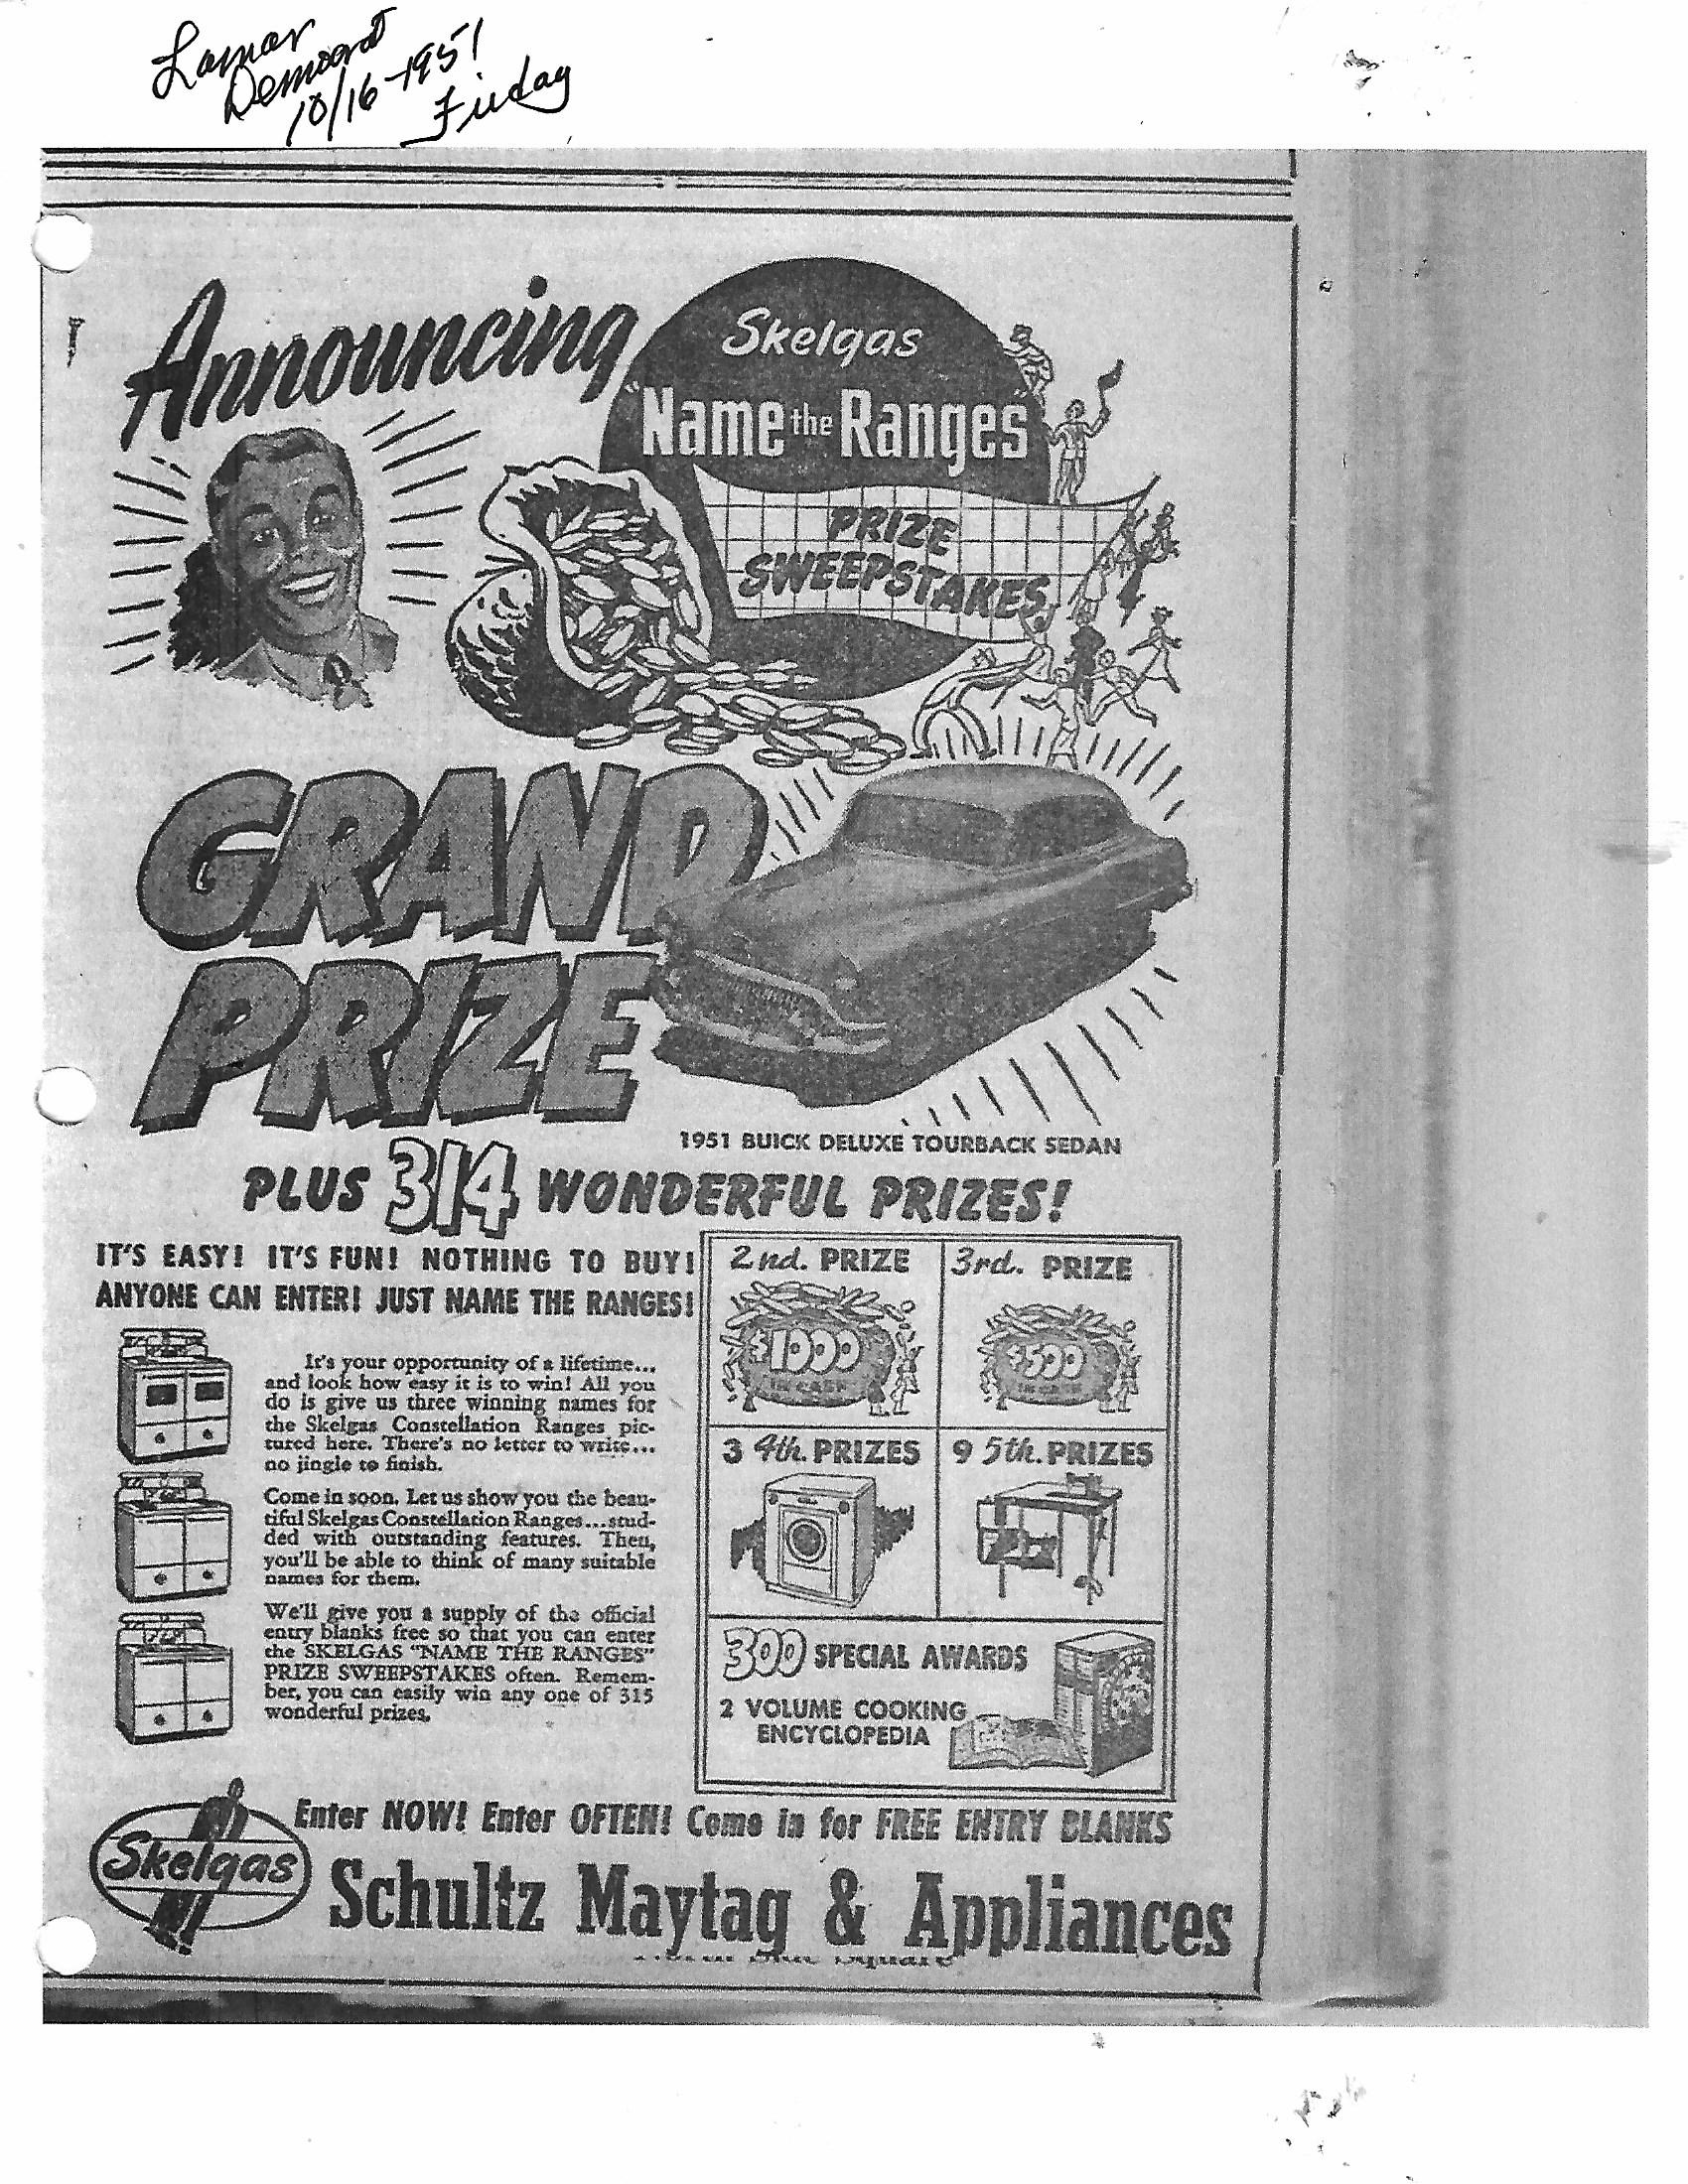 Lamar
Democrat
10/16-1951
Friday
Announcing
Skelgas
"Name the Ranges"
PRIZE
SWEEPSTAKES
GRAND
PRIZE
1951 BUICK DELUXE TOURBACK SEDAN
PLUS 314 WONDERFUL PRIZES!
IT'S EASY! IT'S FUN! NOTHING TO BUY!
ANYONE CAN ENTER! JUST NAME THE RANGES!
It's your opportunity of a lifetime...
and look how easy it is to win! All you
do is give us three winning names for
the Skelgas Constellation Ranges pic-
tured here. There's no letter to write...
no jingle to finish.
Come in soon. Let us show you the beau-
tiful Skelgas Constellation Ranges...stud-
ded with outstanding features. Then,
you'll be able to think of many suitable
names for them.
We'll give you a supply of the official
entry blanks free so that you can enter
the SKELGAS "NAME THE RANGES"
PRIZE SWEEPSTAKES often. Remem-
ber, you can easily win any one of 315
wonderful prizes.
2nd. PRIZE
$1000
IN CASH
3rd. PRIZE
$500
IN CASH
3 4th. PRIZES
9 5th. PRIZES
300 SPECIAL AWARDS
2 VOLUME COOKING
ENCYCLOPEDIA
Enter NOW! Enter OFTEN! Come in for FREE ENTRY BLANKS
Skelgas
Schultz Maytag & Appliances
Square